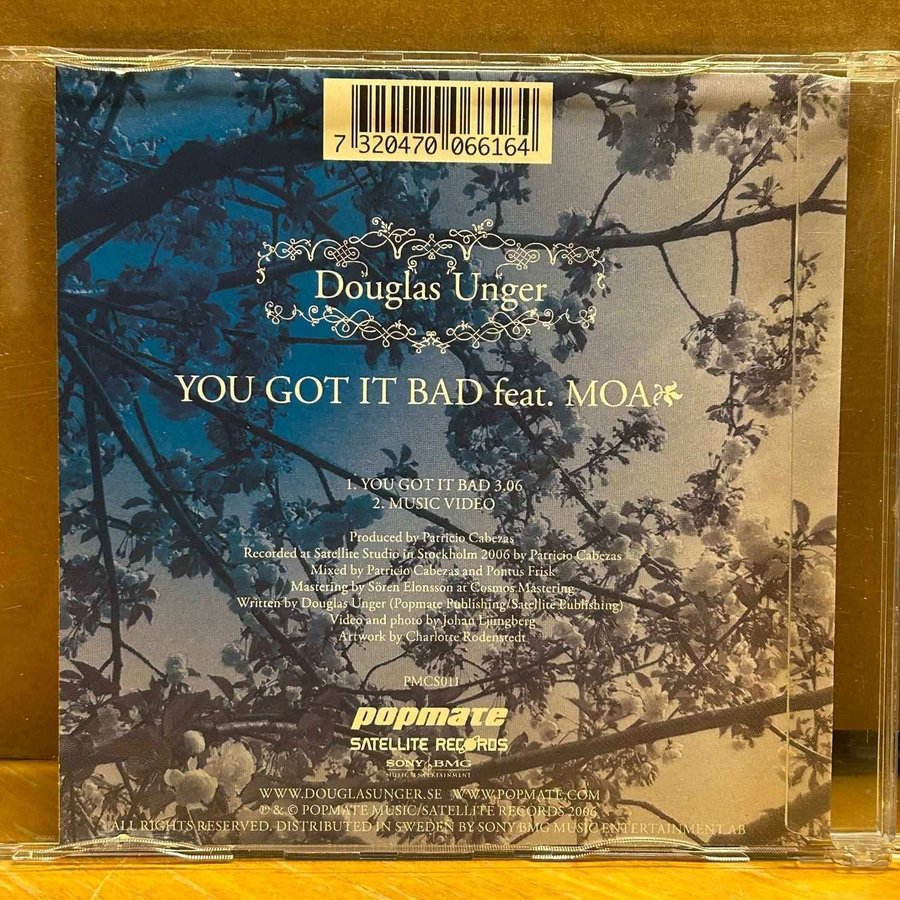 7 320470 066164
Douglas Unger
YOU GOT IT BAD feat. MOA
1. YOU GOT IT BAD 3.06
2. MUSIC VIDEO
Produced by Patricio Cabezas
Recorded at Satellite Studio in Stockholm 2006 by Patricio Cabezas
Mixed by Patricio Cabezas and Pontus Frisk
Mastering by Sören Elonsson at Cosmos Mastering
Written by Douglas Unger (Popmate Publishing/Satellite Publishing)
Video and photo by Johan Ljungberg
Artwork by Charlotte Rodenstedt
PMCS011
popmate
SATELLITE RECORDS
SONY BMG
MUSIC ENTERTAINMENT
WWW.DOUGLASUNGER.SE WWW.POPMATE.COM
℗ & © POPMATE MUSIC/SATELLITE RECORDS 2006
ALL RIGHTS RESERVED. DISTRIBUTED IN SWEDEN BY SONY BMG MUSIC ENTERTAINMENT AB